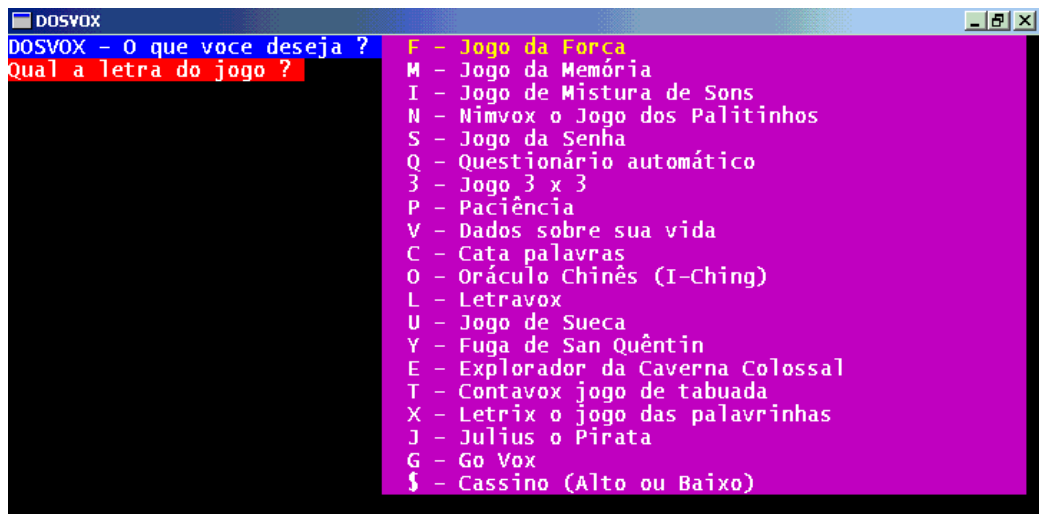 DOSVOX
DOSVOX - O que voce deseja ?
Qual a letra do jogo ?
F - Jogo da Forca
M - Jogo da Memória
I - Jogo de Mistura de Sons
N - Nimvox o Jogo dos Palitinhos
S - Jogo da Senha
Q - Questionário automático
3 - Jogo 3 x 3
P - Paciência
V - Dados sobre sua vida
C - Cata palavras
O - Oráculo Chinês (I-Ching)
L - Letravox
U - Jogo de Sueca
Y - Fuga de San Quêntin
E - Explorador da Caverna Colossal
T - Contavox jogo de tabuada
X - Letrix o jogo das palavrinhas
J - Julius o Pirata
G - Go Vox
$ - Cassino (Alto ou Baixo)